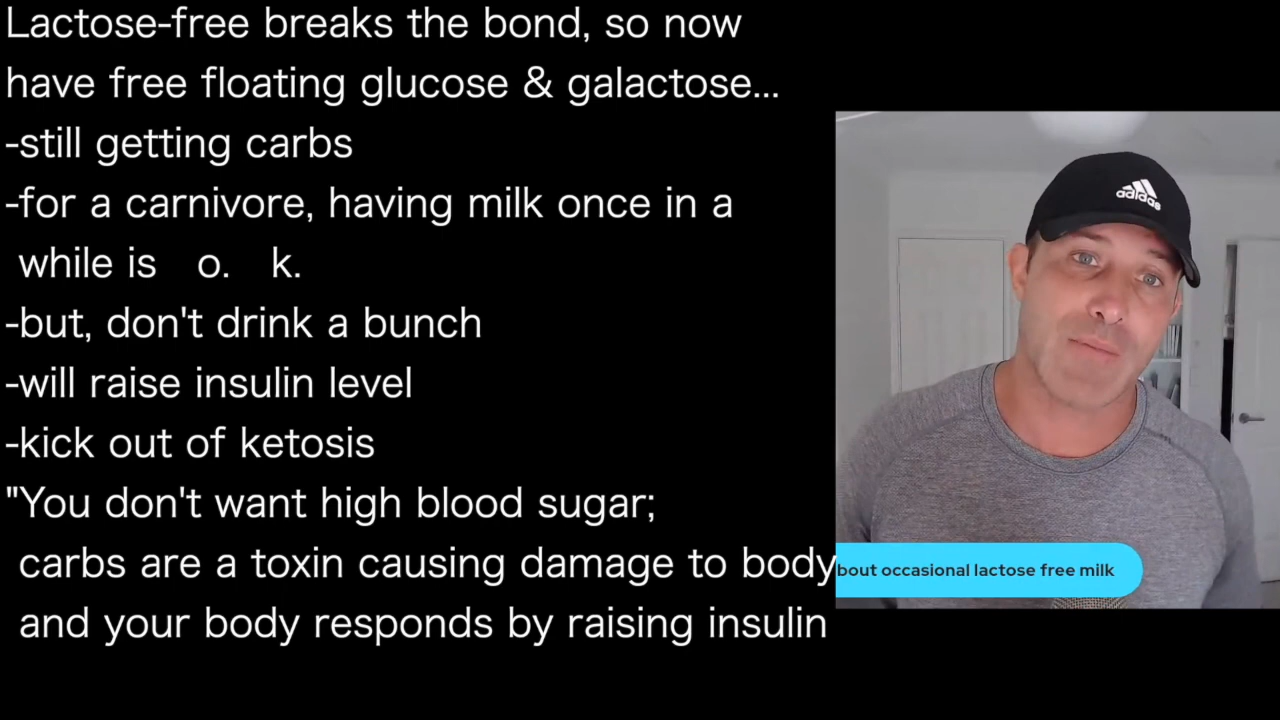 Lactose-free breaks the bond, so now
have free floating glucose & galactose...
-still getting carbs
-for a carnivore, having milk once in a
while is o. k.
-but, don't drink a bunch
-will raise insulin level
-kick out of ketosis
"You don't want high blood sugar;
carbs are a toxin causing damage to body
and your body responds by raising insulin
adidas
bout occasional lactose free milk